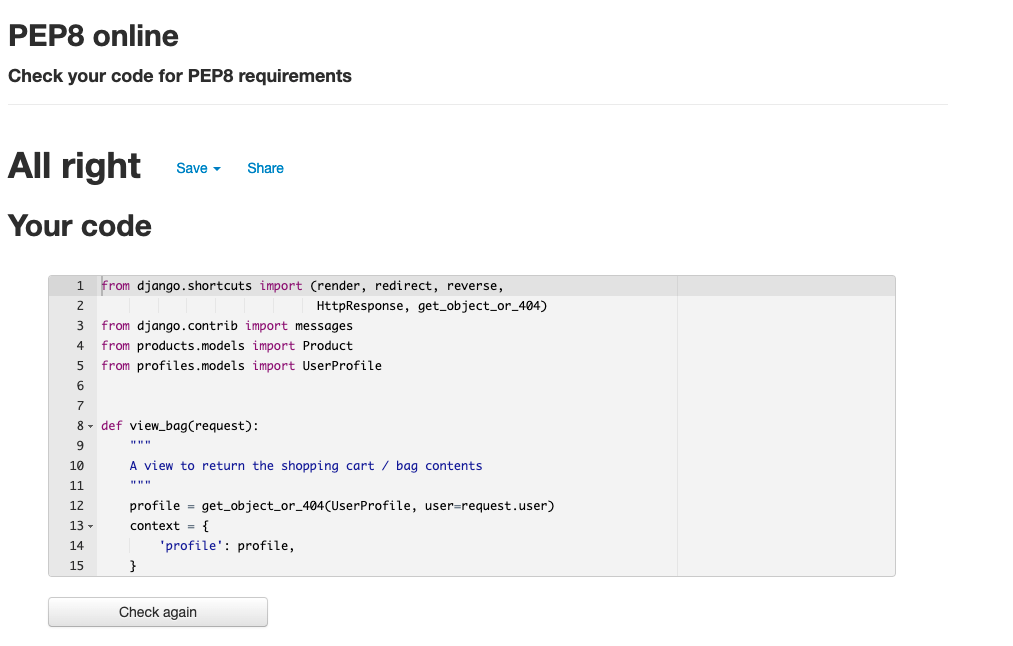 PEP8 online
Check your code for PEP8 requirements
All right Save Share
Your code
1 from django.shortcuts import (render, redirect, reverse,
2                               HttpResponse, get_object_or_404)
3 from django.contrib import messages
4 from products.models import Product
5 from profiles.models import UserProfile
6
7
8 def view_bag(request):
9     """
10     A view to return the shopping cart / bag contents
11     """
12     profile = get_object_or_404(UserProfile, user=request.user)
13     context = {
14         'profile': profile,
15     }
Check again